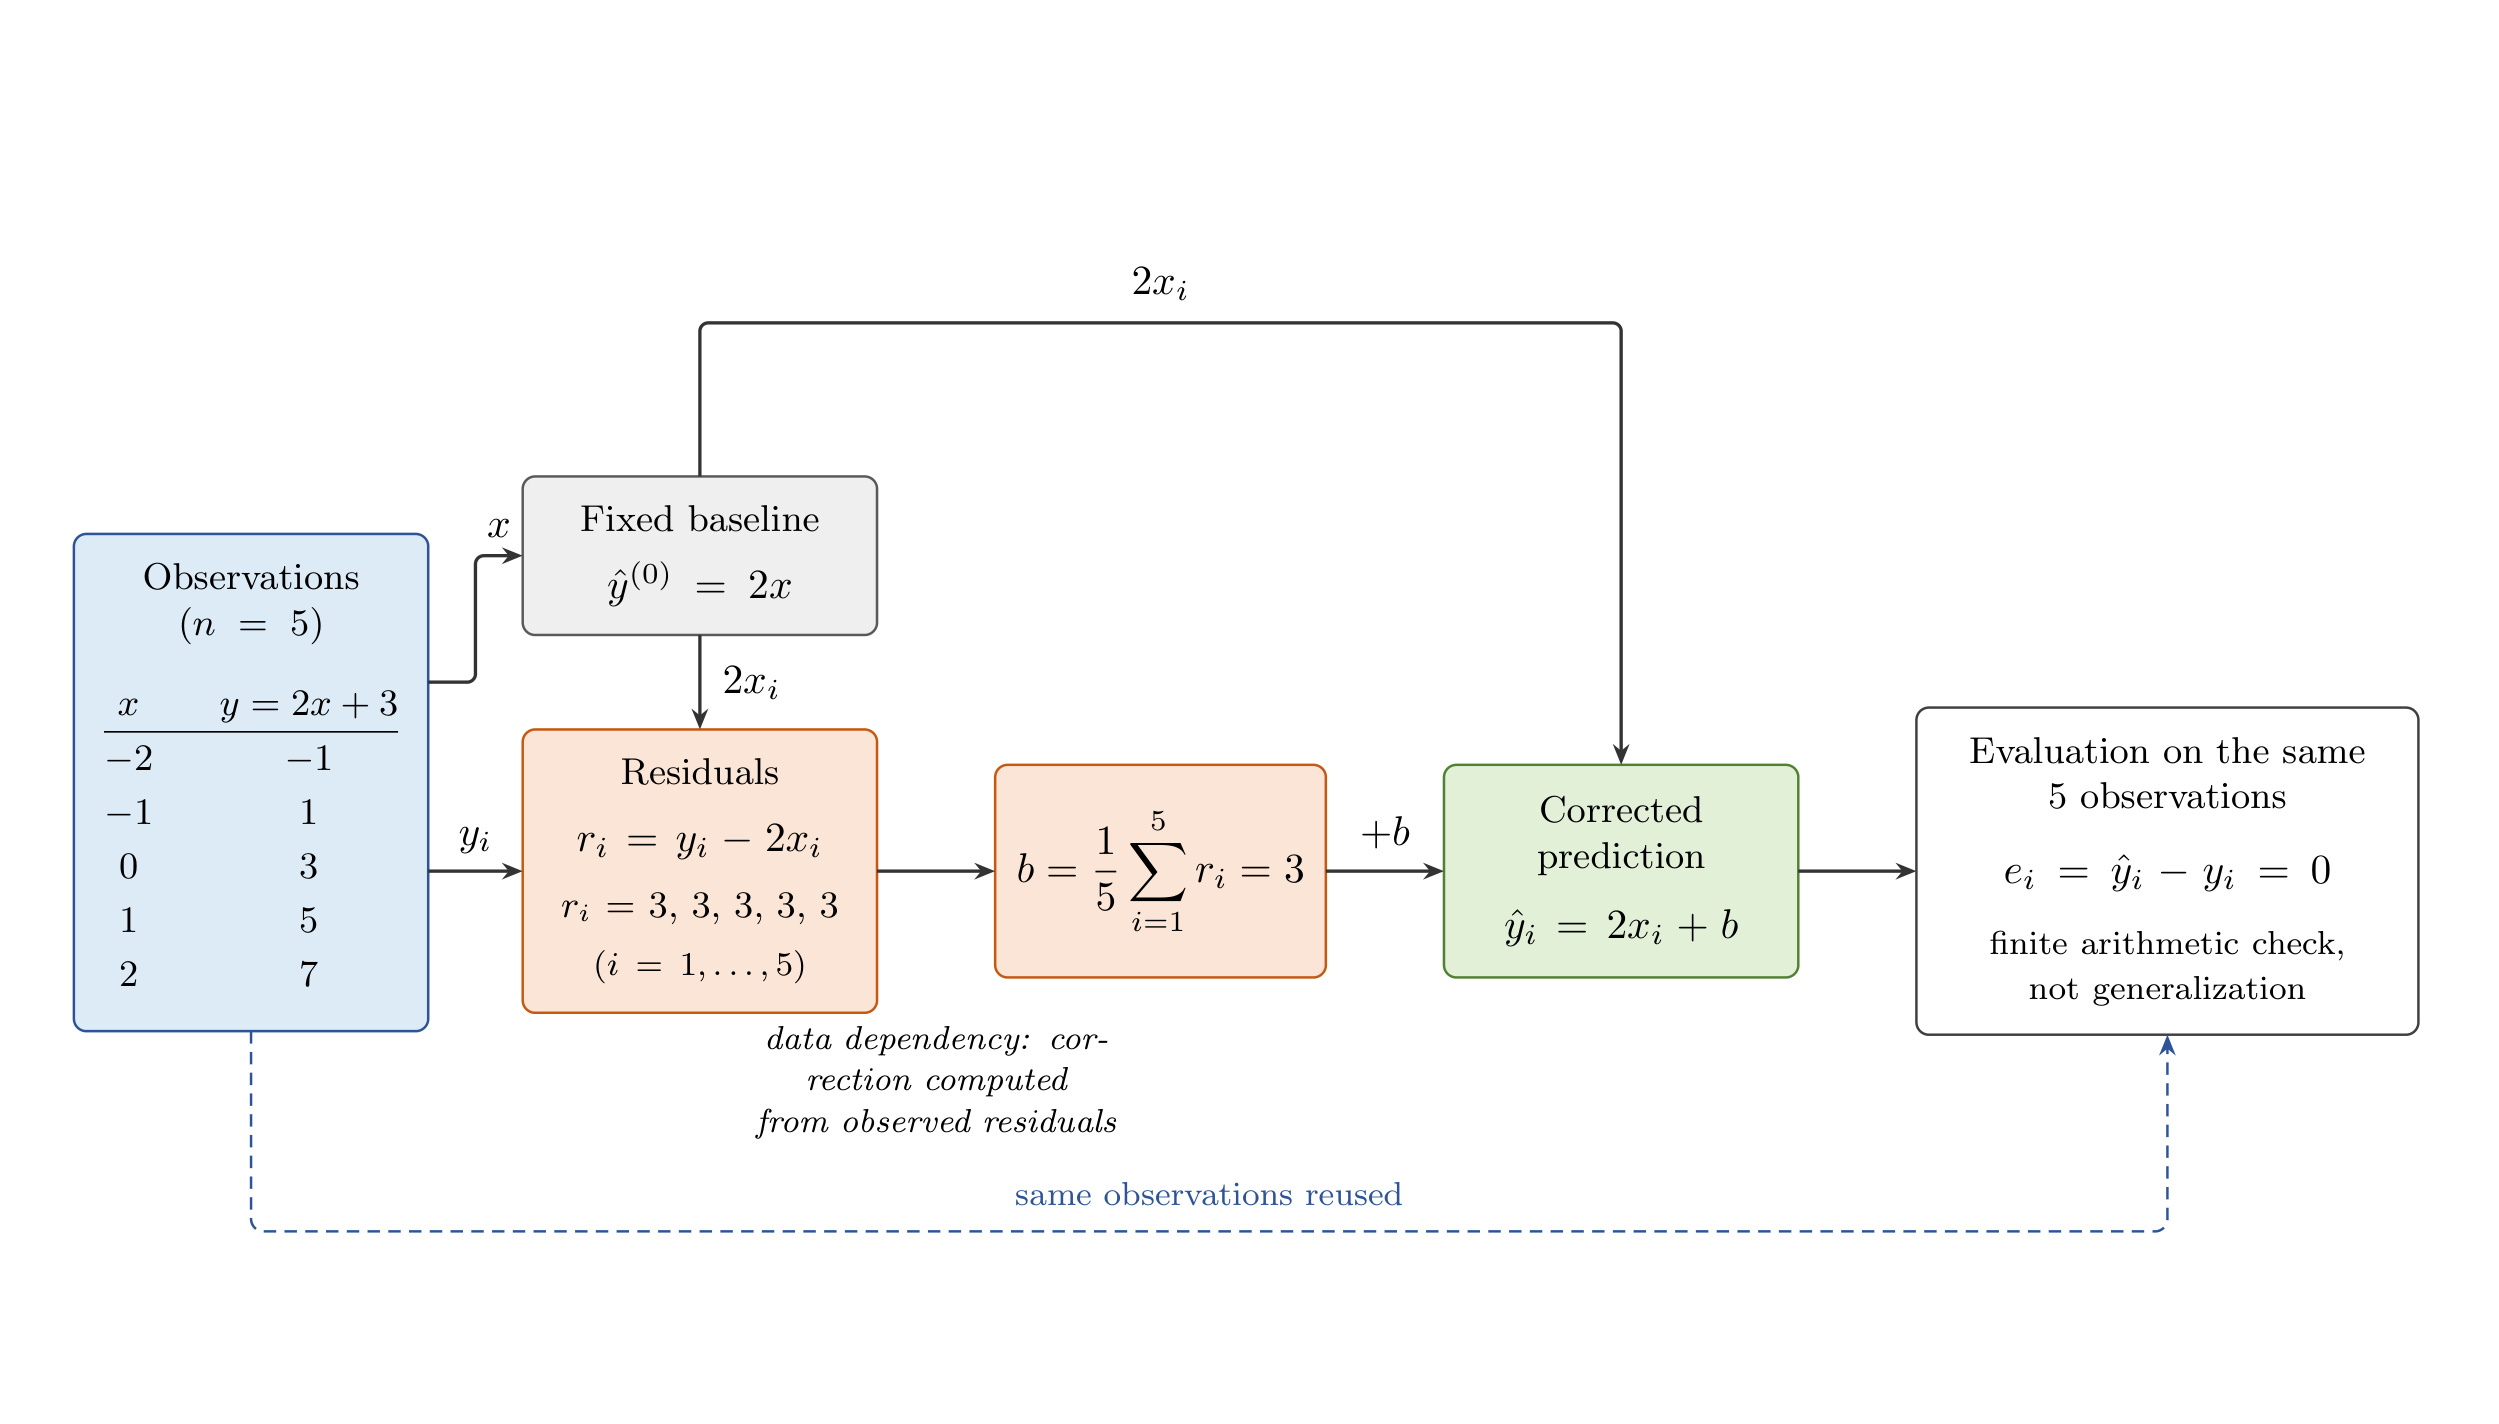 2x_i
x
Fixed baseline
ŷ^(0) = 2x
Observations
(n = 5)
x y = 2x + 3
−2 −1
−1 1
0 3
1 5
2 7
2x_i
y_i
Residuals
r_i = y_i − 2x_i
r_i = 3, 3, 3, 3, 3
(i = 1, …, 5)
b = 1/5 ∑_{i=1}^{5} r_i = 3
+b
Corrected
prediction
ŷ_i = 2x_i + b
Evaluation on the same
5 observations
e_i = ŷ_i − y_i = 0
finite arithmetic check,
not generalization
data dependency: cor-
rection computed
from observed residuals
same observations reused